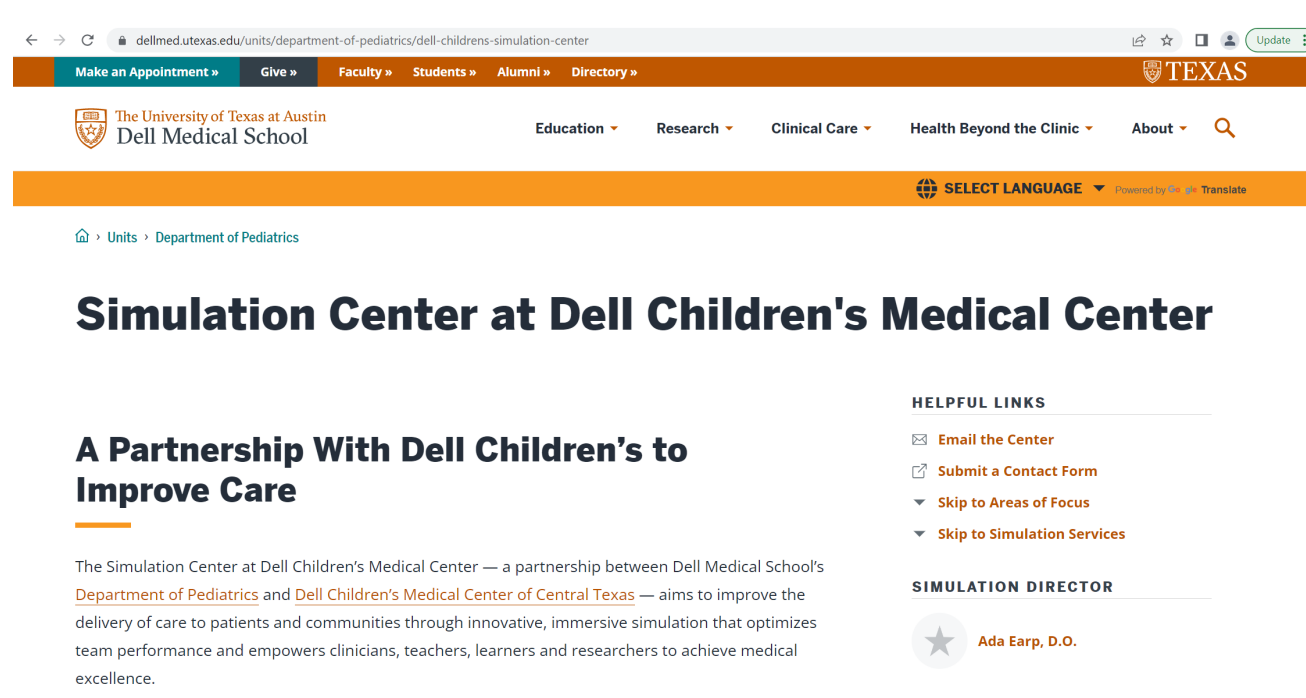 dellmed.utexas.edu/units/department-of-pediatrics/dell-childrens-simulation-center
Update
Make an Appointment » Give » Faculty » Students » Alumni » Directory » TEXAS
The University of Texas at Austin
Dell Medical School
Education Research Clinical Care Health Beyond the Clinic About
SELECT LANGUAGE Powered by Google Translate
Units › Department of Pediatrics
Simulation Center at Dell Children's Medical Center
A Partnership With Dell Children’s to
Improve Care
The Simulation Center at Dell Children’s Medical Center — a partnership between Dell Medical School’s
Department of Pediatrics and Dell Children’s Medical Center of Central Texas — aims to improve the
delivery of care to patients and communities through innovative, immersive simulation that optimizes
team performance and empowers clinicians, teachers, learners and researchers to achieve medical
excellence.
HELPFUL LINKS
Email the Center
Submit a Contact Form
Skip to Areas of Focus
Skip to Simulation Services
SIMULATION DIRECTOR
Ada Earp, D.O.